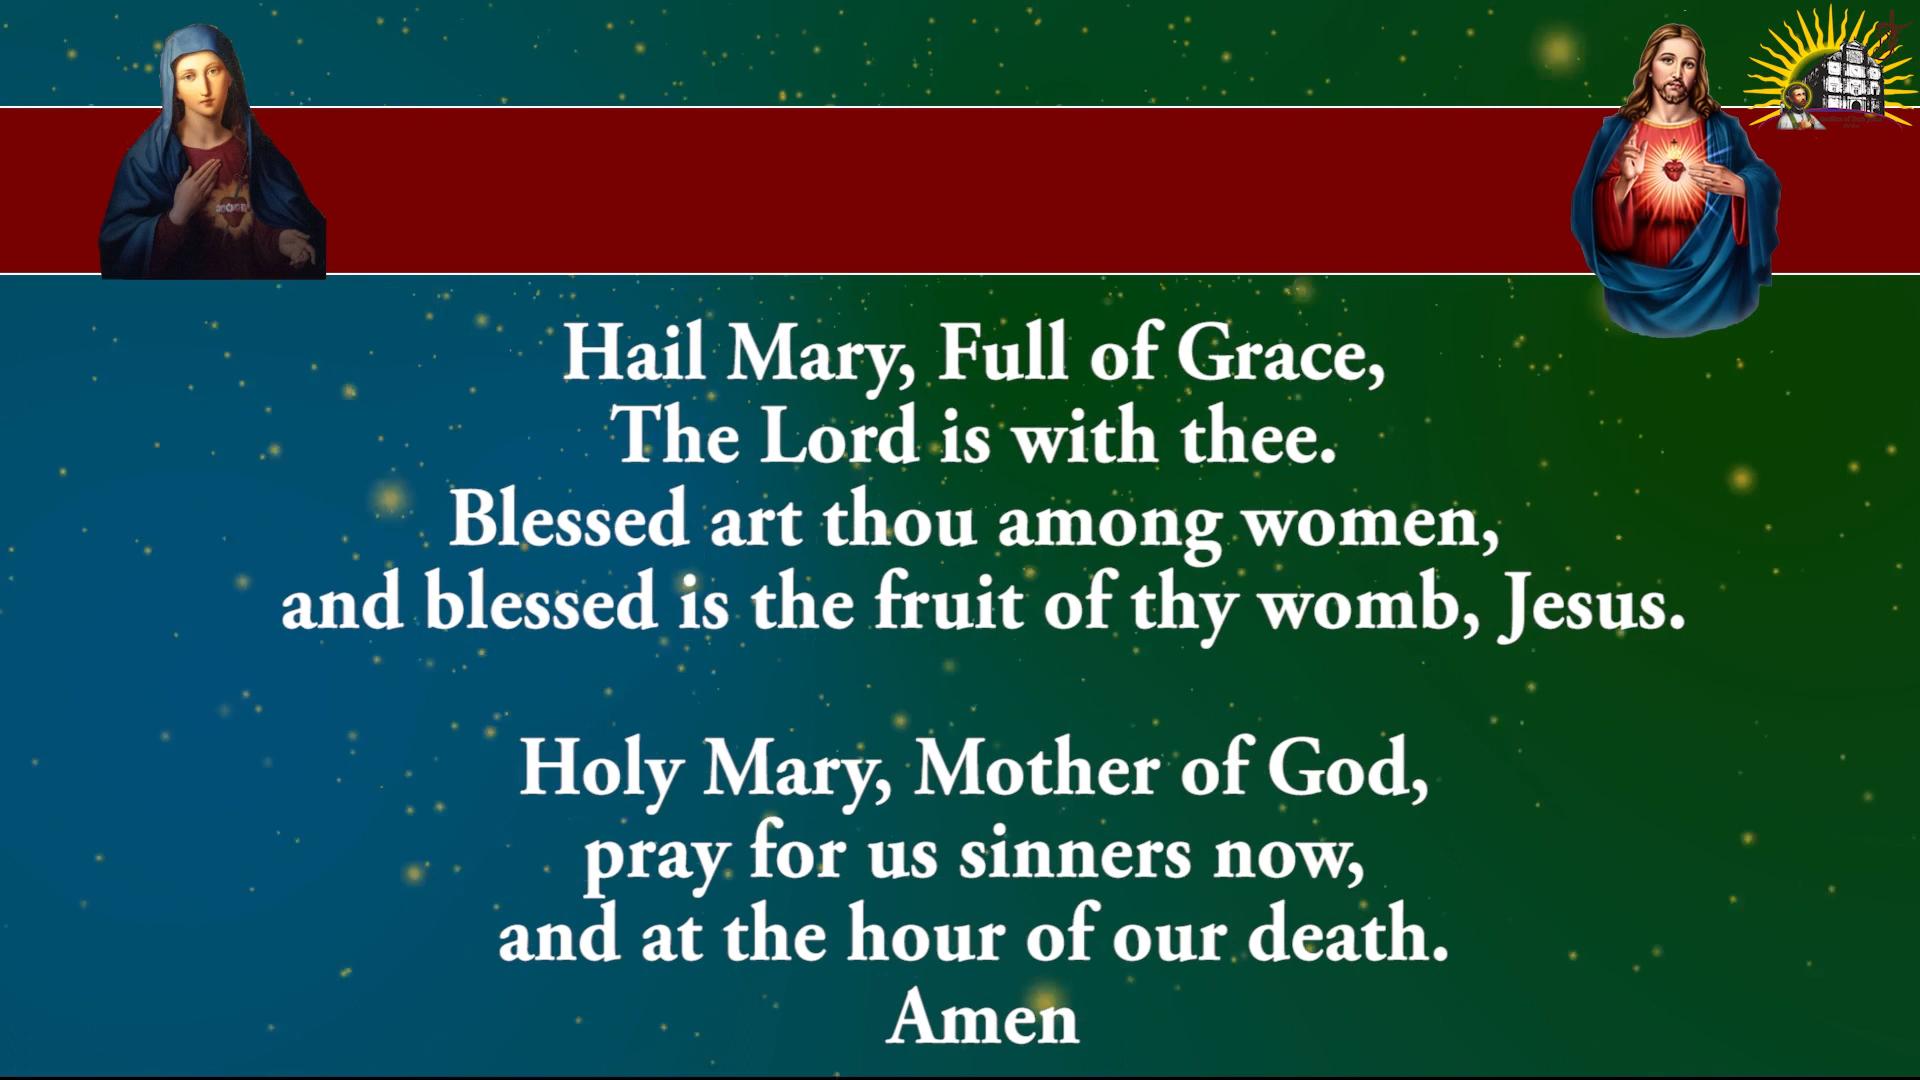 Hail Mary, Full of Grace,
The Lord is with thee.
Blessed art thou among women,
and blessed is the fruit of thy womb, Jesus.
Holy Mary, Mother of God,
pray for us sinners now,
and at the hour of our death.
Amen